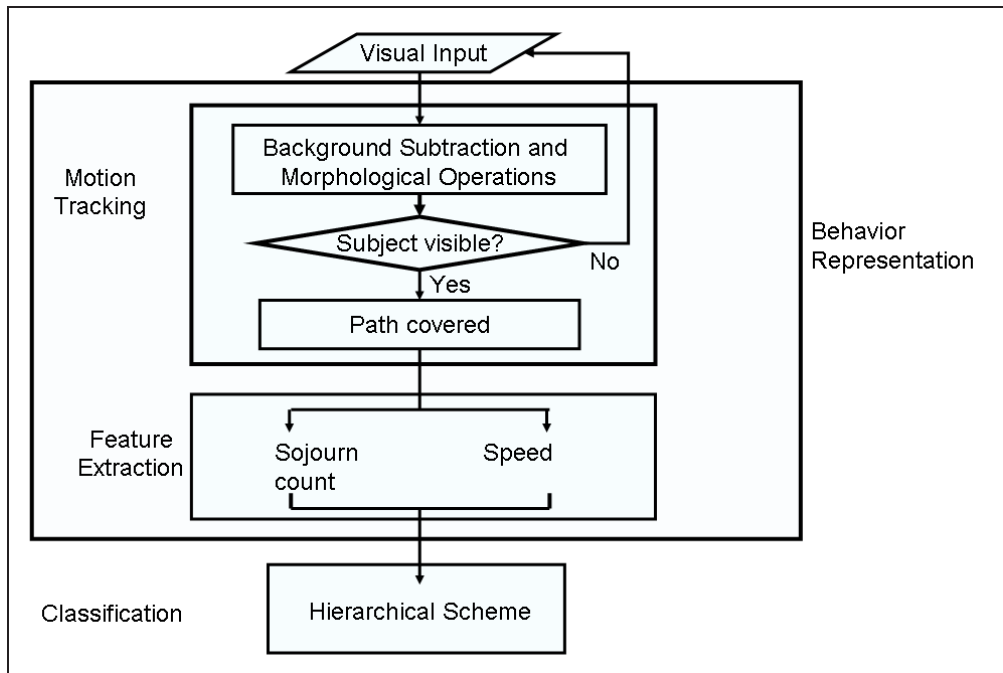 Visual Input
Background Subtraction and
Morphological Operations
Motion
Tracking
Subject visible?
No
Behavior
Representation
Yes
Path covered
Feature
Extraction
Sojourn
count
Speed
Classification
Hierarchical Scheme